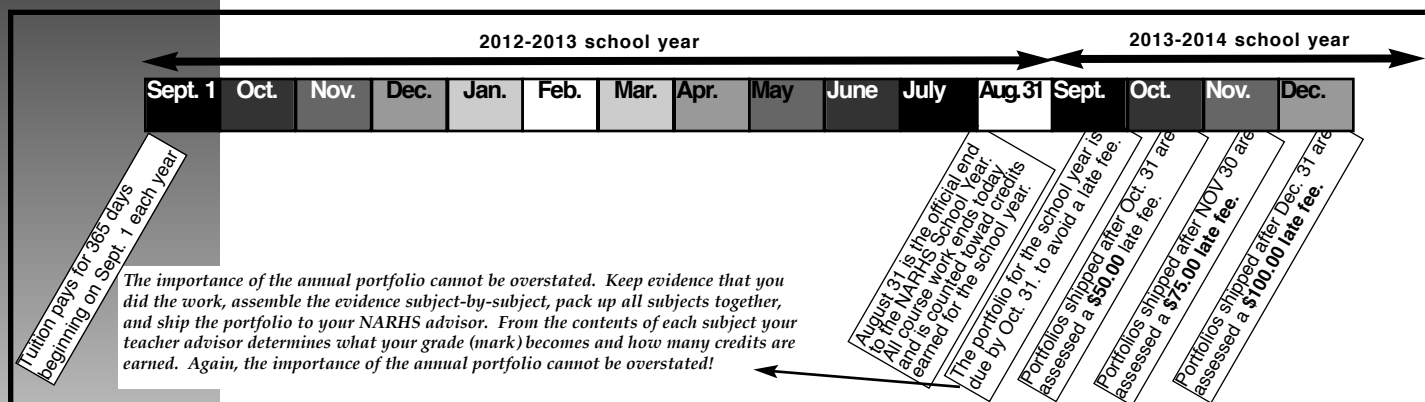 2012-2013 school year
2013-2014 school year
Sept. 1 Oct. Nov. Dec. Jan. Feb. Mar. Apr. May June July Aug.31 Sept. Oct. Nov. Dec.
Tuition pays for 365 days
beginning on Sept. 1 each year
August 31 is the official end
to the NARHS School Year.
All course work ends today
and is counted towad credits
earned for the school year.
The portfolio for the school year is
due by Oct. 31. to avoid a late fee.
Portfolios shipped after Oct. 31 are
assessed a $50.00 late fee.
Portfolios shipped after NOV 30 are
assessed a $75.00 late fee.
Portfolios shipped after Dec. 31 are
assessed a $100.00 late fee.
The importance of the annual portfolio cannot be overstated. Keep evidence that you
did the work, assemble the evidence subject-by-subject, pack up all subjects together,
and ship the portfolio to your NARHS advisor. From the contents of each subject your
teacher advisor determines what your grade (mark) becomes and how many credits are
earned. Again, the importance of the annual portfolio cannot be overstated!